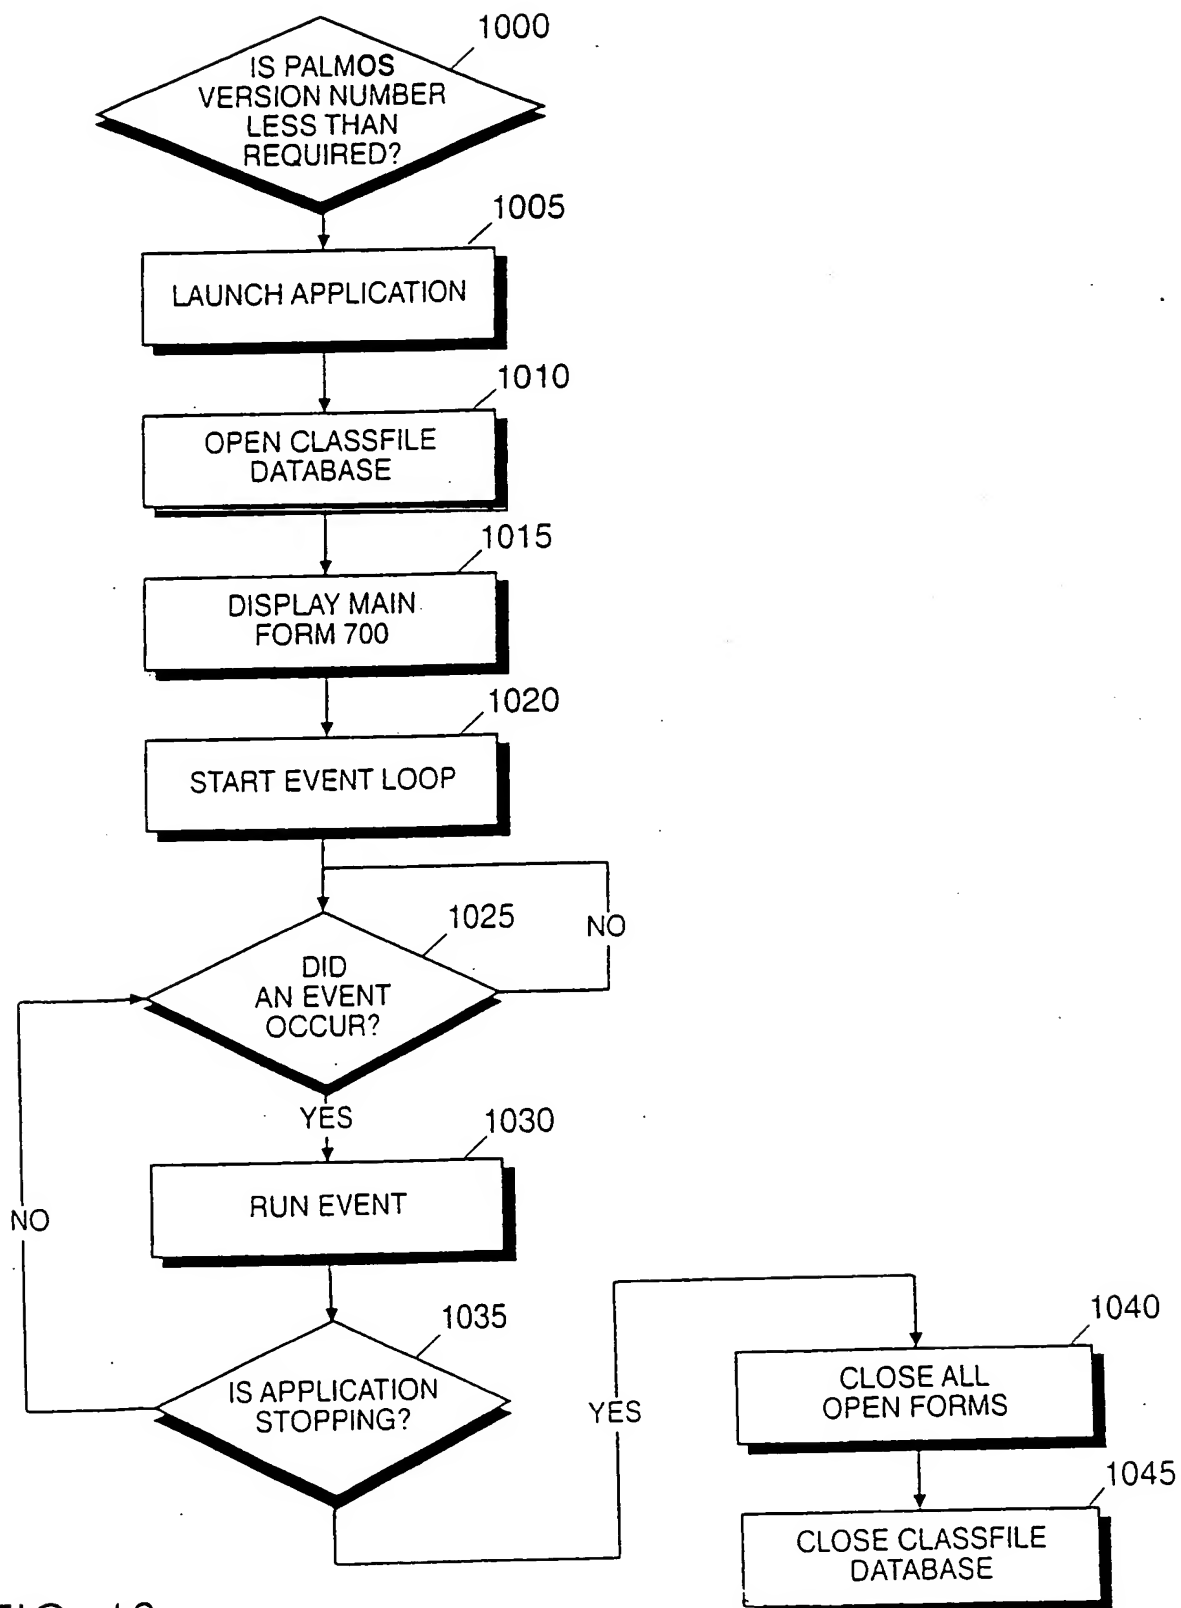 1000
IS PALMOS
VERSION NUMBER
LESS THAN
REQUIRED?
1005
LAUNCH APPLICATION
1010
OPEN CLASSFILE
DATABASE
1015
DISPLAY MAIN
FORM 700
1020
START EVENT LOOP
1025
NO
DID
AN EVENT
OCCUR?
YES
1030
RUN EVENT
NO
1035
IS APPLICATION
STOPPING?
YES
1040
CLOSE ALL
OPEN FORMS
1045
CLOSE CLASSFILE
DATABASE